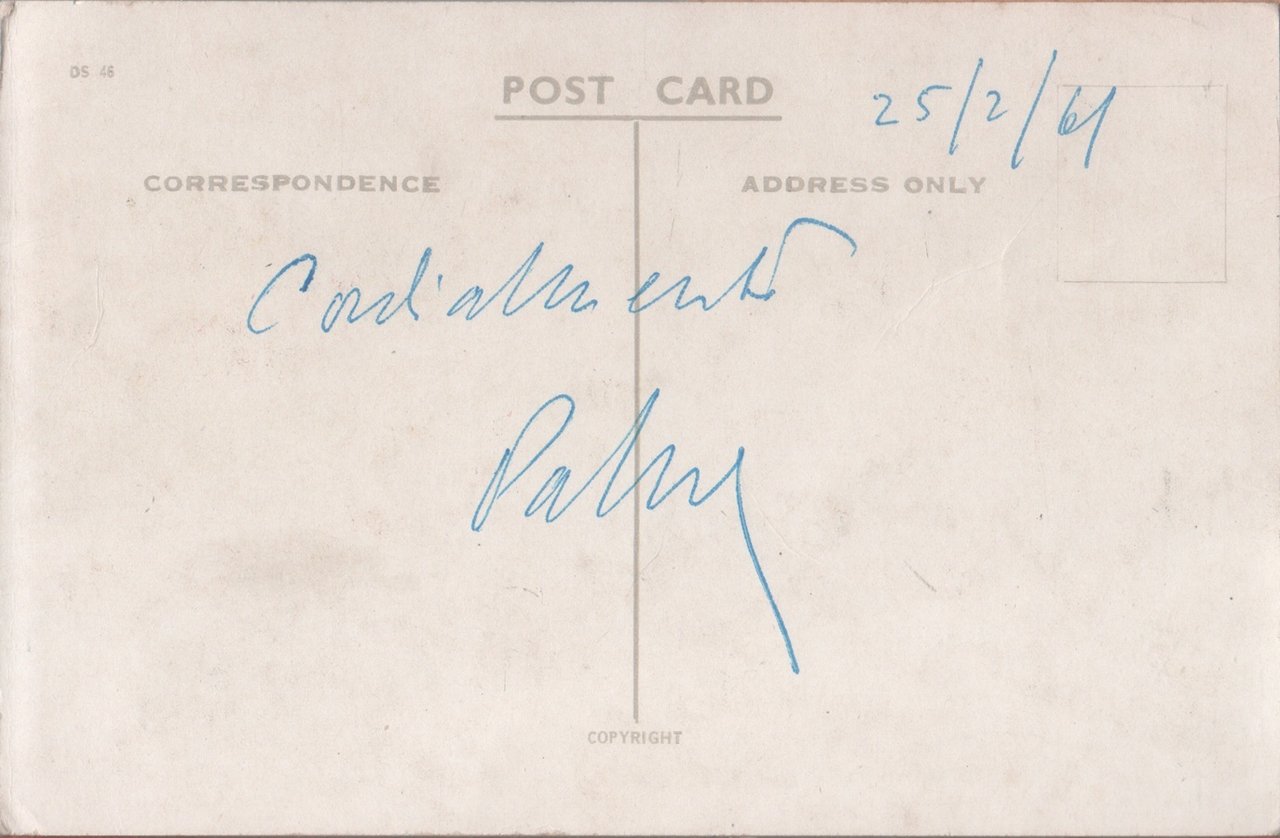 DS 46
POST CARD
25/2/61
CORRESPONDENCE
ADDRESS ONLY
Cordialmente
COPYRIGHT